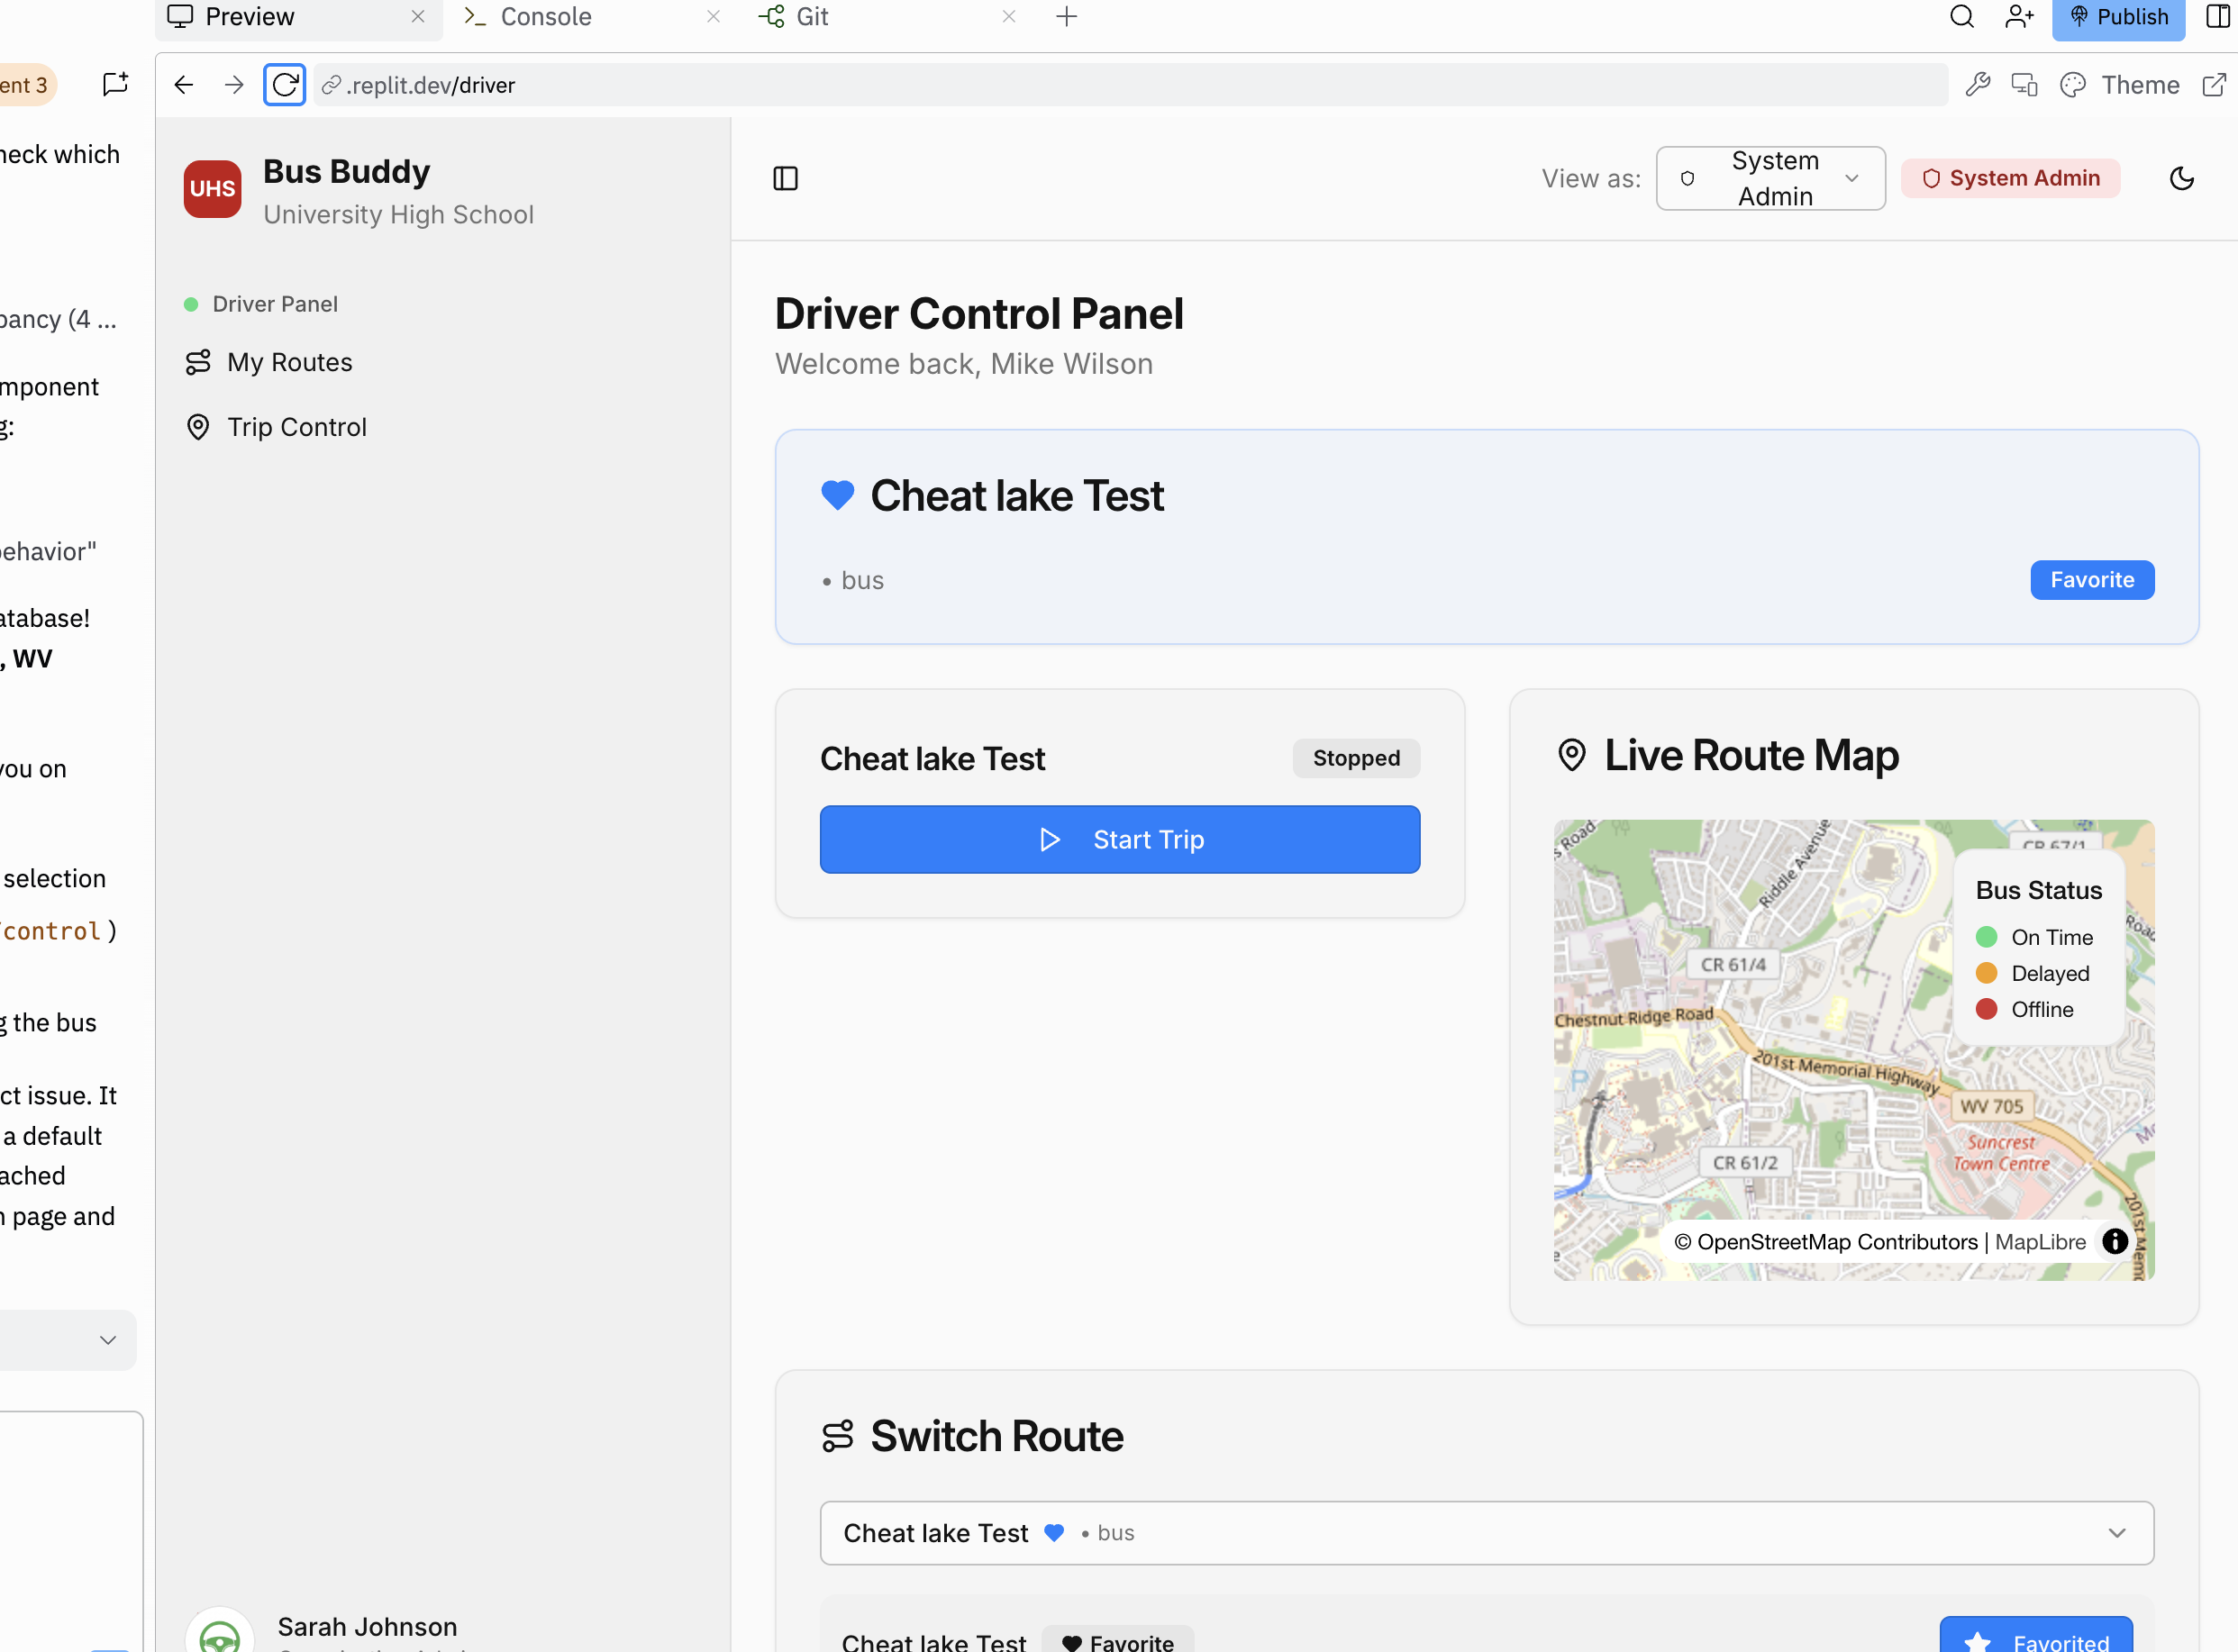 Preview
Console
Git
Publish
ent 3
.replit.dev/driver
Theme
heck which
pancy (4 ...
mponent
g:
behavior"
atabase!
, WV
you on
selection
/control )
g the bus
ct issue. It
a default
ached
n page and
UHS
Bus Buddy
University High School
Driver Panel
My Routes
Trip Control
Sarah Johnson
View as:
System
Admin
System Admin
Driver Control Panel
Welcome back, Mike Wilson
Cheat lake Test
• bus
Favorite
Cheat lake Test
Stopped
Start Trip
Live Route Map
s Road
Riddle Avenue
CR 67/1
Bus Status
On Time
Delayed
Offline
Road
CR 61/4
Chestnut Ridge Road
201st Memorial Highway
P
WV 705
Suncrest
Town Centre
CR 61/2
201st Memo
© OpenStreetMap Contributors | MapLibre
Switch Route
Cheat lake Test • bus
Cheat lake Test
Favorite
Favorited